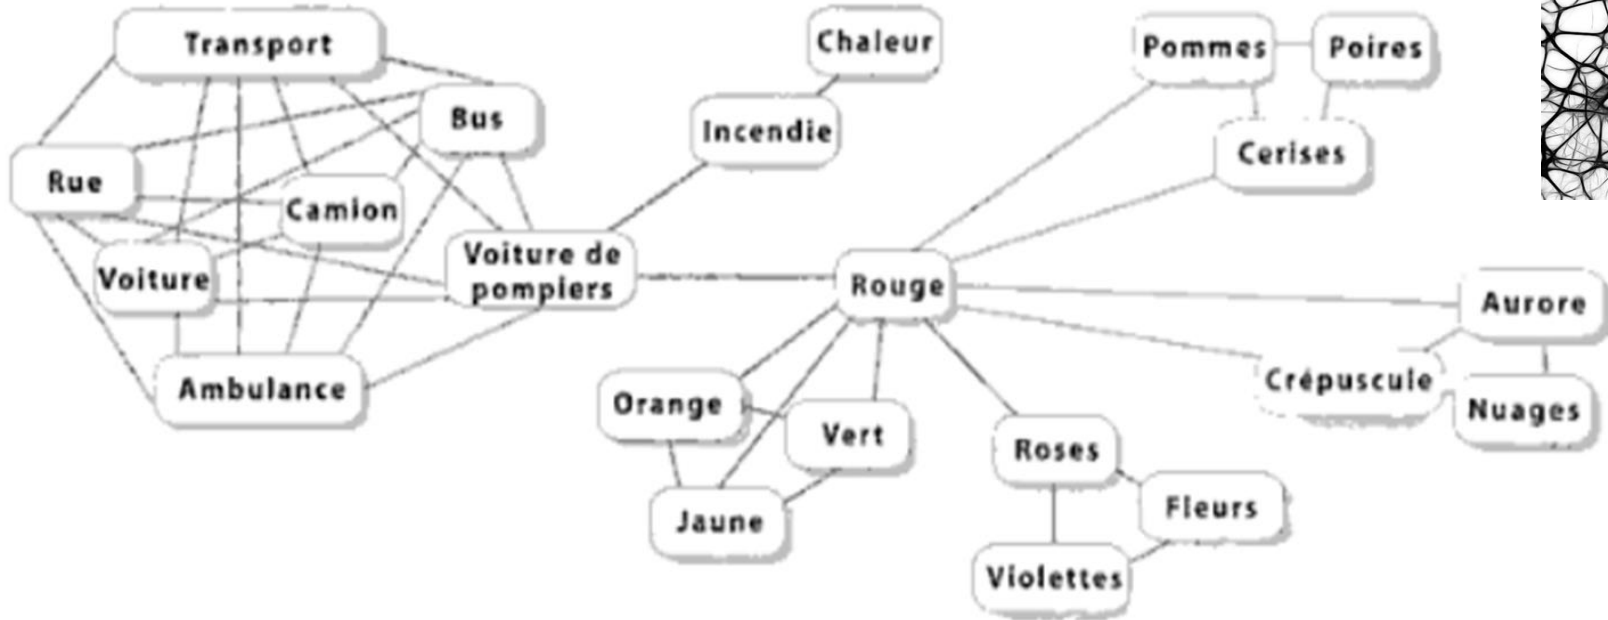 Transport
Chaleur
Pommes
Poires
Bus
Incendie
Cerises
Rue
Camion
Voiture
Voiture de
pompiers
Rouge
Aurore
Ambulance
Orange
Vert
Crépuscule
Nuages
Roses
Jaune
Fleurs
Violettes